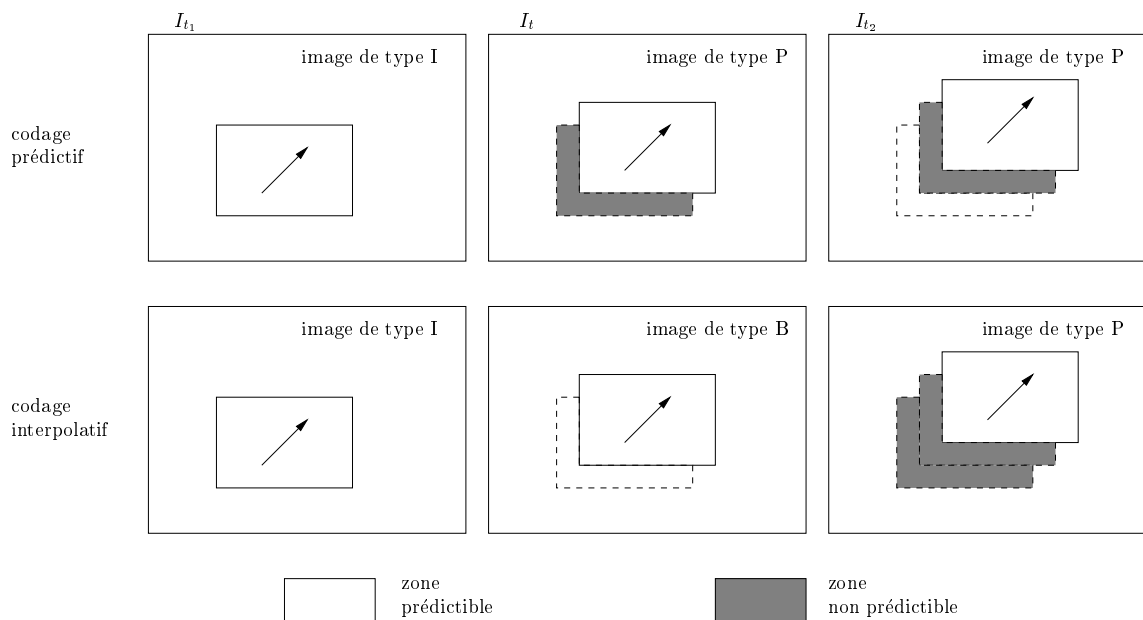 I_{t_1}
I_t
I_{t_2}
image de type I
image de type P
image de type P
codage
prédictif
image de type I
image de type B
image de type P
codage
interpolatif
zone
prédictible
zone
non prédictible